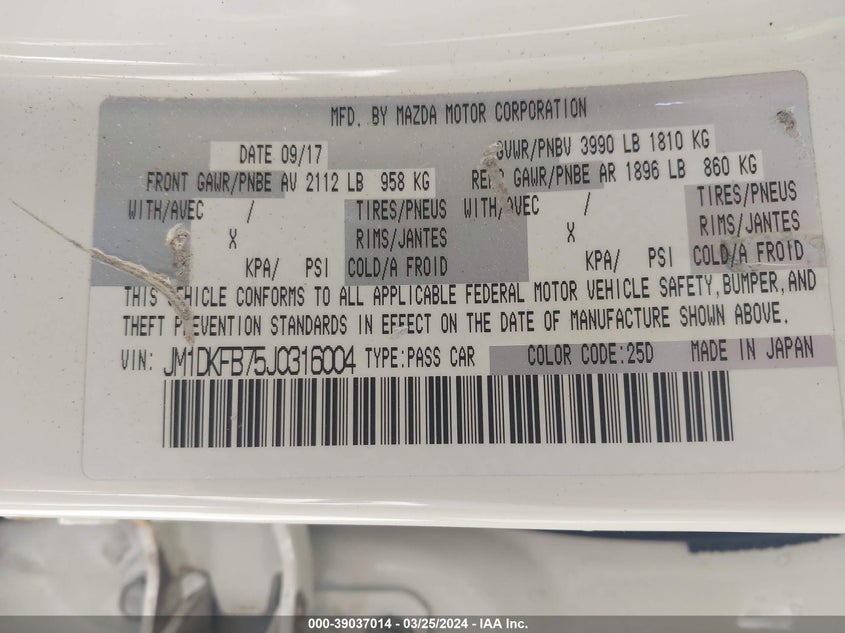 MFD. BY MAZDA MOTOR CORPORATION
DATE 09/17 GVWR/PNBV 3990 LB 1810 KG
FRONT GAWR/PNBE AV 2112 LB 958 KG REAR GAWR/PNBE AR 1896 LB 860 KG
WITH/AVEC / TIRES/PNEUS WITH/AVEC / TIRES/PNEUS
X RIMS/JANTES X RIMS/JANTES
KPA/ PSI COLD/A FROID KPA/ PSI COLD/A FROID
THIS VEHICLE CONFORMS TO ALL APPLICABLE FEDERAL MOTOR VEHICLE SAFETY, BUMPER, AND
THEFT PREVENTION STANDARDS IN EFFECT ON THE DATE OF MANUFACTURE SHOWN ABOVE.
VIN: JM1DKFB75J0316004 TYPE:PASS CAR COLOR CODE:25D MADE IN JAPAN
000-39037014 - 03/25/2024 - IAA Inc.